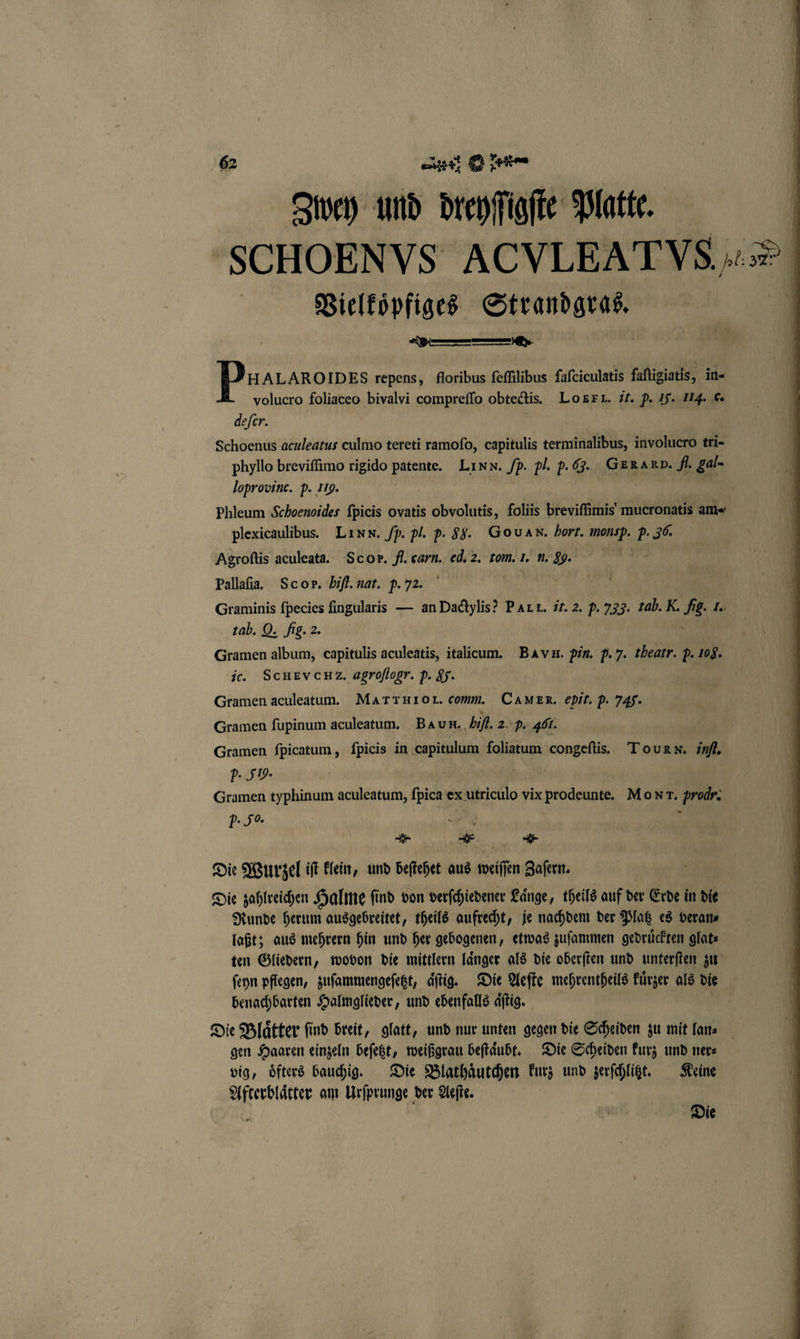 62
Zwey und dreyſſigſte Platte.
SCHOENVS ACVLEATVS.
Vielköpfiges Strandgras.
PHALAROIDES repens, floribus ſeſſilibus faſciculatis faſtigiatis, in-
volucro foliaceo bivalvi compreſſo obtectis. LOEFL. it. p. 15. 114. c.
deſcr.
Schoenus aculeatus culmo tereti ramoſo, capitulis terminalibus, involucro tri-
phyllo breviſſimo rigido patente. LINN. ſp. pl. p. 63. GERARD. fl. gal-
loprovinc. p. 119.
Phleum Schoenoides ſpicis ovatis obvolutis, foliis breviſſimis mucronatis am-
plexicaulibus. LINN. ſp. pl. p. 88. GOUAN. hort. monsp. p. 36.
Agroſtis aculeata. SCOP. fl. carn. ed. 2. tom. 1. n. 89.
Pallaſia. SCOP. hiſt. nat. p. 72.
Graminis ſpecies ſingularis — an Dactylis? PALL. it. 2. p. 733. tab. K. fig. 1.
tab. Q. fig. 2.
Gramen album, capitulis aculeatis, italicum. BAVH. pin. p. 7. theatr. p. 108.
ic. SCHEVCHZ. agroſtogr. p. 85.
Gramen aculeatum. MATTHIOL. comm. CAMER. epit. p. 745.
Gramen ſupinum aculeatum. BAUH. hiſt. 2 p. 461.
Gramen ſpicatum, ſpicis in capitulum foliatum congeſtis. TOURN. inſt.
p. 519.
Gramen typhinum aculeatum, ſpica ex utriculo vix prodeunte. MONT. prodr.
p. 50.
Die Wurzel iſt klein, und beſtehet aus weiſſen Faſern.
Die zahlreichen Halme ſind von verſchiedener Länge, theils auf der Erde in die
Runde herum ausgebreitet, theils aufrecht, je nachdem der Platz es veran-
laßt; aus mehrern hin und her gebogenen, etwas zuſammen gedrückten glat-
ten Gliedern, wovon die mittlern länger als die oberſten und unterſten zu
ſeyn pflegen, zuſammengeſetzt, äſtig. Die Aeſte mehrentheils kürzer als die
benachbarten Halmglieder, und ebenfalls äſtig.
Die Blätter ſind breit, glatt, und nur unten gegen die Scheiden zu mit lan-
gen Haaren einzeln beſetzt, weißgrau beſtäubt. Die Scheiden kurz und ner-
vig, öfters bauchig. Die Blathäutchen kurz und zerſchlitzt. Keine
Afterblätter am Urſprunge der Aeſte.
Die